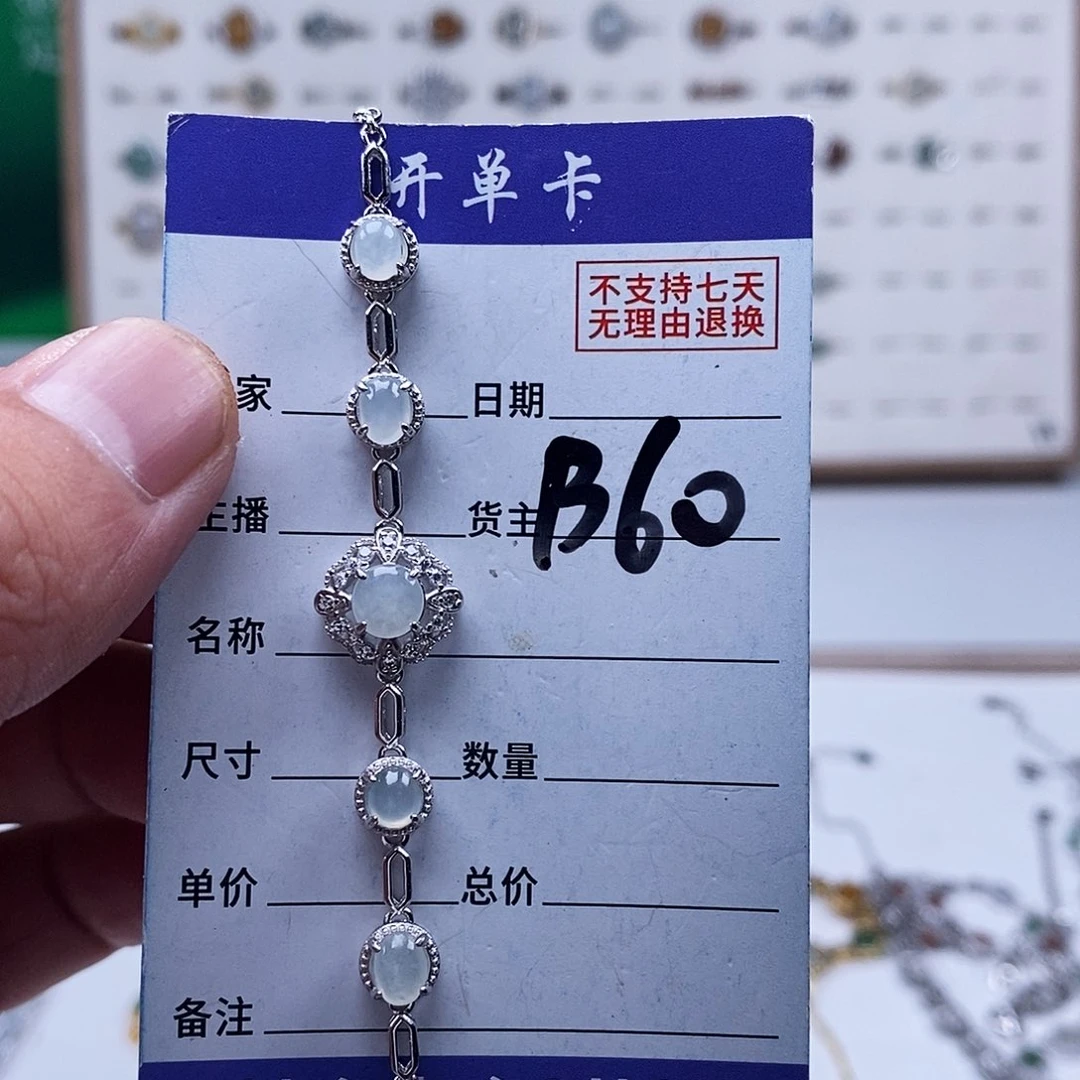 开单卡
不支持七天
无理由退换
家 日期
主播 货主 B60
名称
尺寸 数量
单价 总价
备注